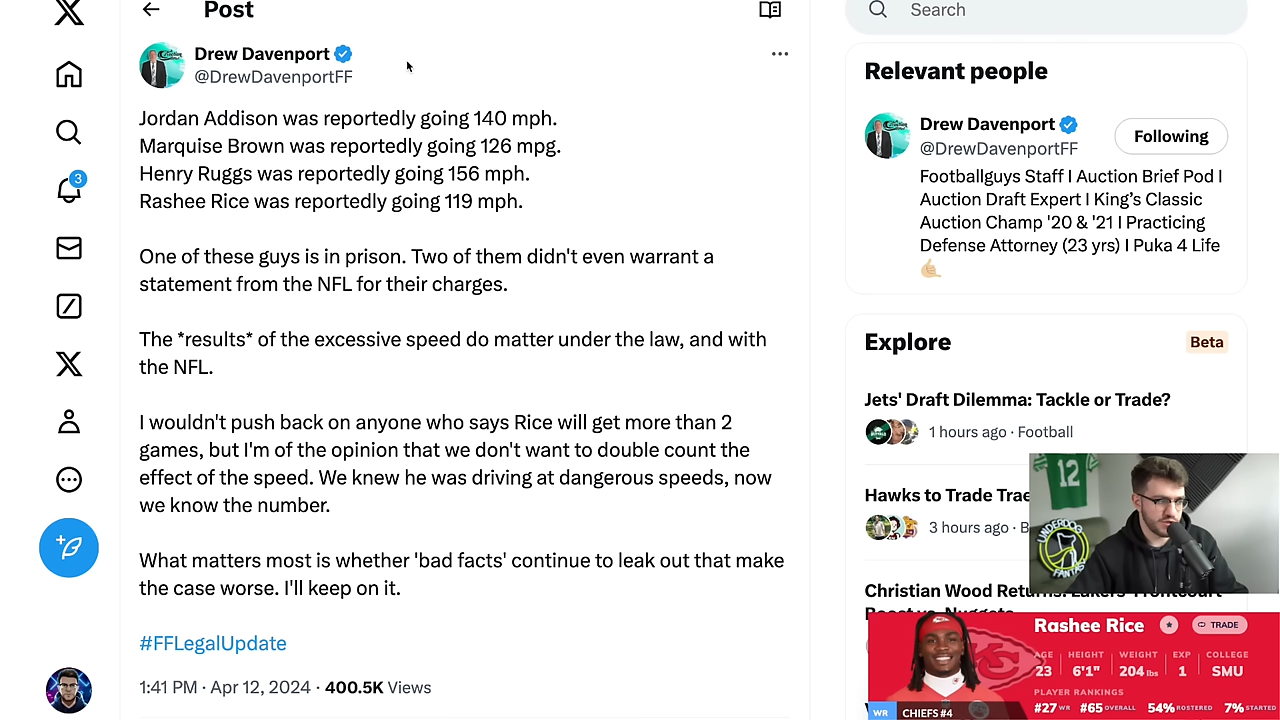 Post
Search
Drew Davenport
@DrewDavenportFF
Jordan Addison was reportedly going 140 mph.
Marquise Brown was reportedly going 126 mpg.
Henry Ruggs was reportedly going 156 mph.
Rashee Rice was reportedly going 119 mph.
One of these guys is in prison. Two of them didn't even warrant a
statement from the NFL for their charges.
The *results* of the excessive speed do matter under the law, and with
the NFL.
I wouldn't push back on anyone who says Rice will get more than 2
games, but I'm of the opinion that we don't want to double count the
effect of the speed. We knew he was driving at dangerous speeds, now
we know the number.
What matters most is whether 'bad facts' continue to leak out that make
the case worse. I'll keep on it.
#FFLegalUpdate
1:41 PM · Apr 12, 2024 · 400.5K Views
3
Relevant people
Drew Davenport
@DrewDavenportFF
Following
Footballguys Staff I Auction Brief Pod I
Auction Draft Expert I King's Classic
Auction Champ '20 & '21 I Practicing
Defense Attorney (23 yrs) I Puka 4 Life
Explore
Beta
Jets' Draft Dilemma: Tackle or Trade?
1 hours ago · Football
Hawks to Trade Trae
3 hours ago · B
Christian Wood Returns: Lakers' Frontcourt
Boost vs. Nuggets
12
UNDERDOG
FANTAS
Rashee Rice
TRADE
AGE HEIGHT WEIGHT EXP COLLEGE
23 6'1" 204 lbs 1 SMU
PLAYER RANKINGS
#27 WR #65 OVERALL 54% ROSTERED 7% STARTED
WR CHIEFS #4